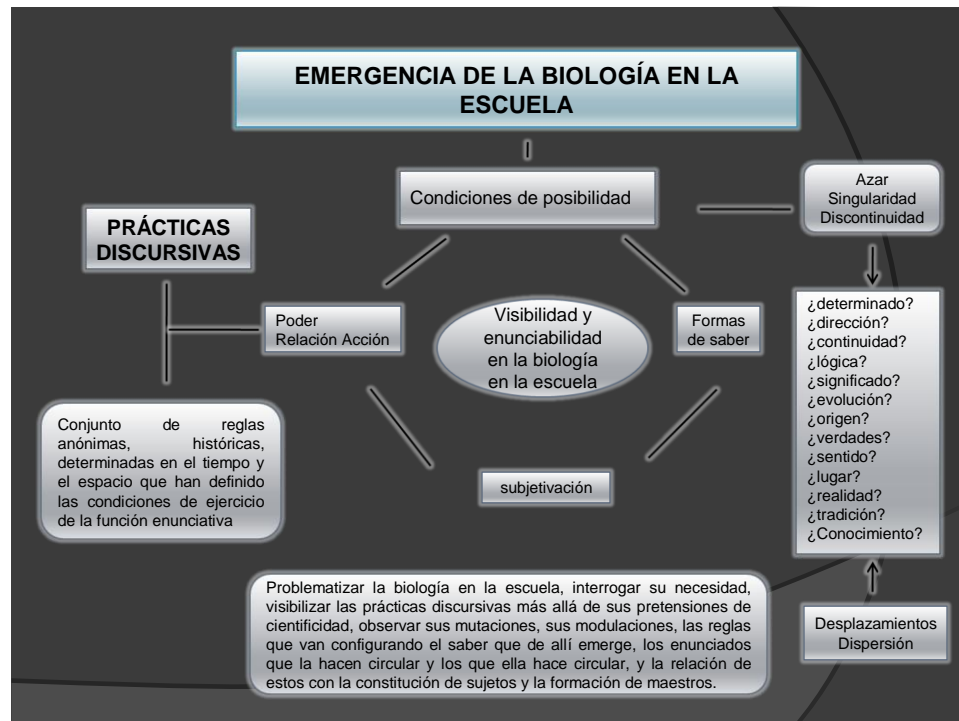 EMERGENCIA DE LA BIOLOGÍA EN LA
ESCUELA
Condiciones de posibilidad
Azar
Singularidad
Discontinuidad
PRÁCTICAS
DISCURSIVAS
Poder
Relación Acción
Visibilidad y
enunciabilidad
en la biología
en la escuela
Formas
de saber
¿determinado?
¿dirección?
¿continuidad?
¿lógica?
¿significado?
¿evolución?
¿origen?
¿verdades?
¿sentido?
¿lugar?
¿realidad?
¿tradición?
¿Conocimiento?
Conjunto de reglas
anónimas, históricas,
determinadas en el tiempo y
el espacio que han definido
las condiciones de ejercicio
de la función enunciativa
subjetivación
Problematizar la biología en la escuela, interrogar su necesidad,
visibilizar las prácticas discursivas más allá de sus pretensiones de
cientificidad, observar sus mutaciones, sus modulaciones, las reglas
que van configurando el saber que de allí emerge, los enunciados
que la hacen circular y los que ella hace circular, y la relación de
estos con la constitución de sujetos y la formación de maestros.
Desplazamientos
Dispersión